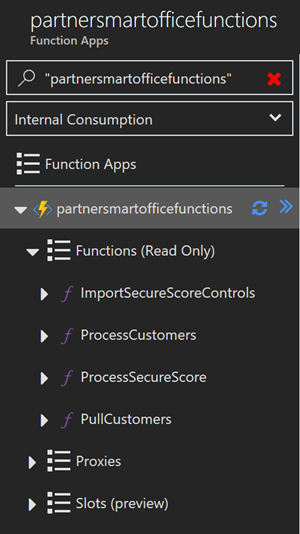 partnersmartofficefunctions
Function Apps
"partnersmartofficefunctions"
Internal Consumption
Function Apps
partnersmartofficefunctions
Functions (Read Only)
ƒ ImportSecureScoreControls
ƒ ProcessCustomers
ƒ ProcessSecureScore
ƒ PullCustomers
Proxies
Slots (preview)